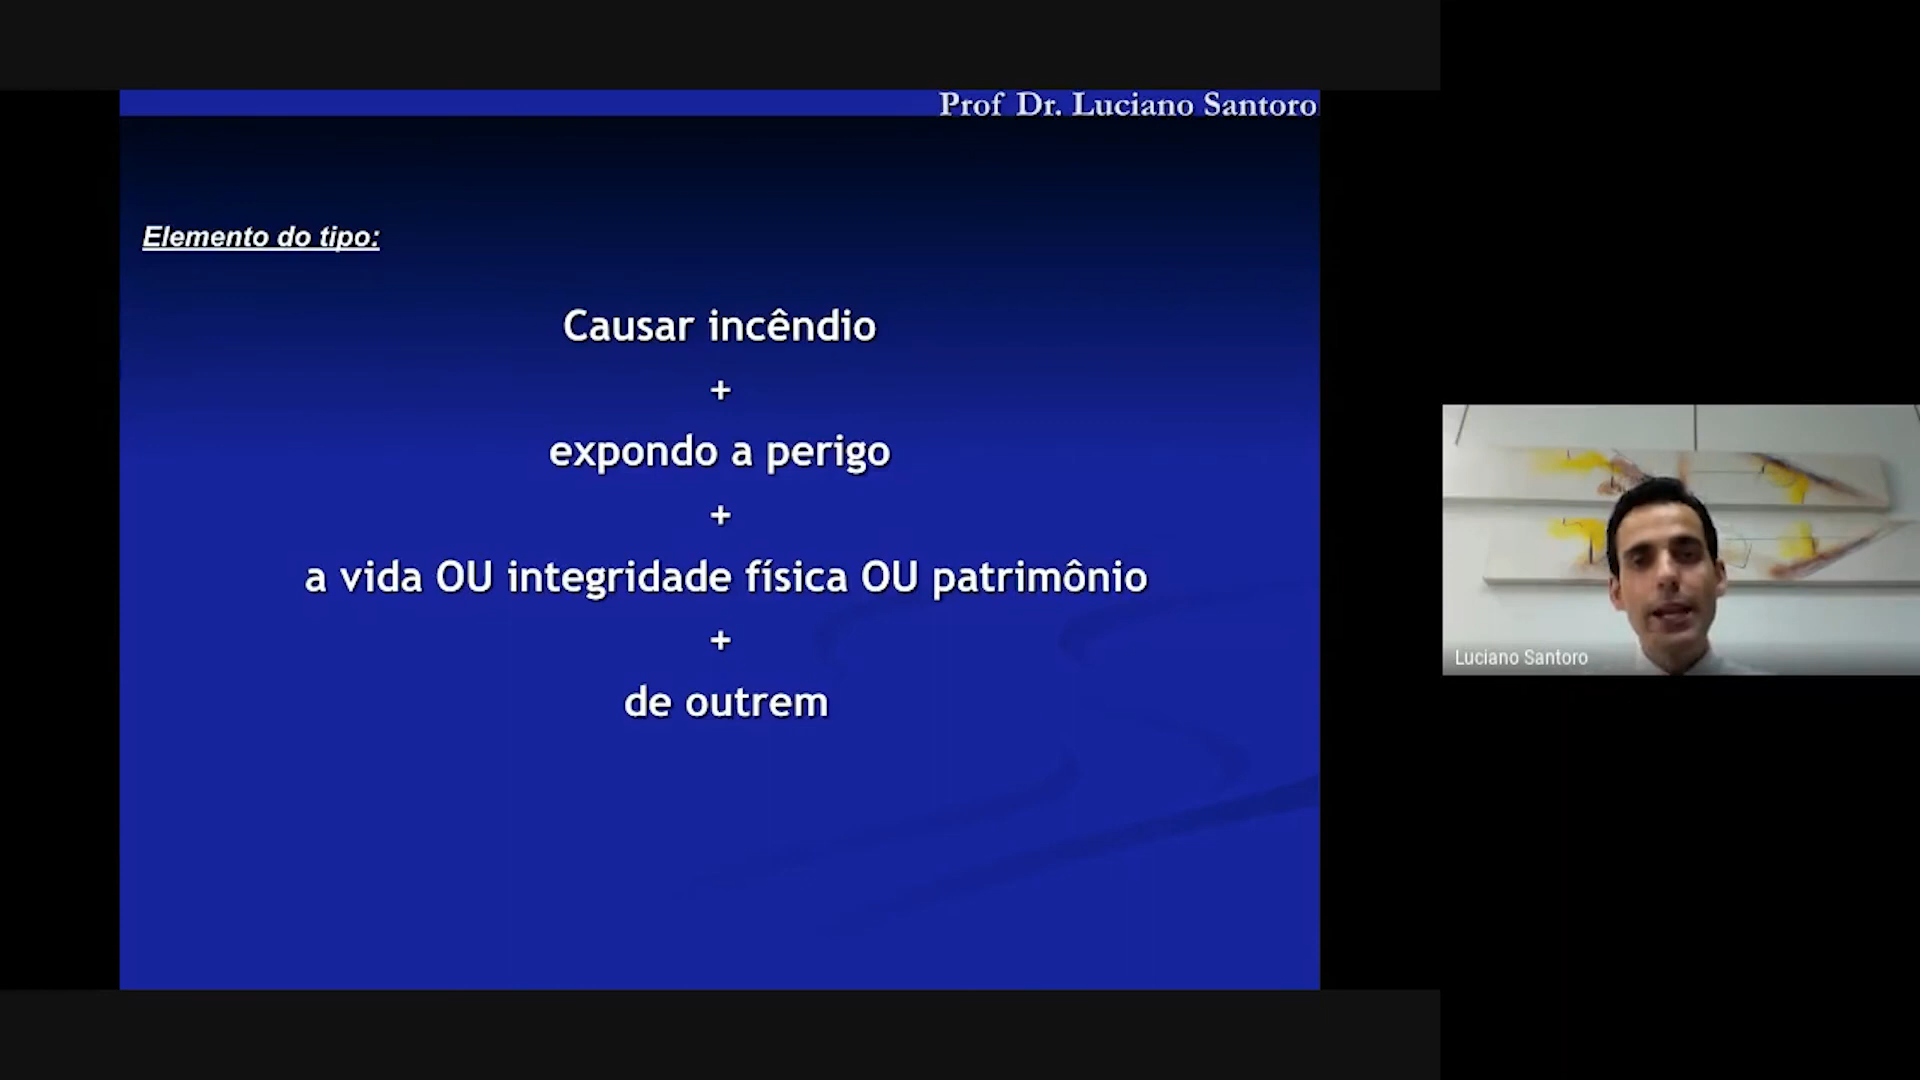 Prof Dr. Luciano Santoro
Elemento do tipo:
Causar incêndio
+
expondo a perigo
+
a vida OU integridade física OU patrimônio
+
de outrem
Luciano Santoro